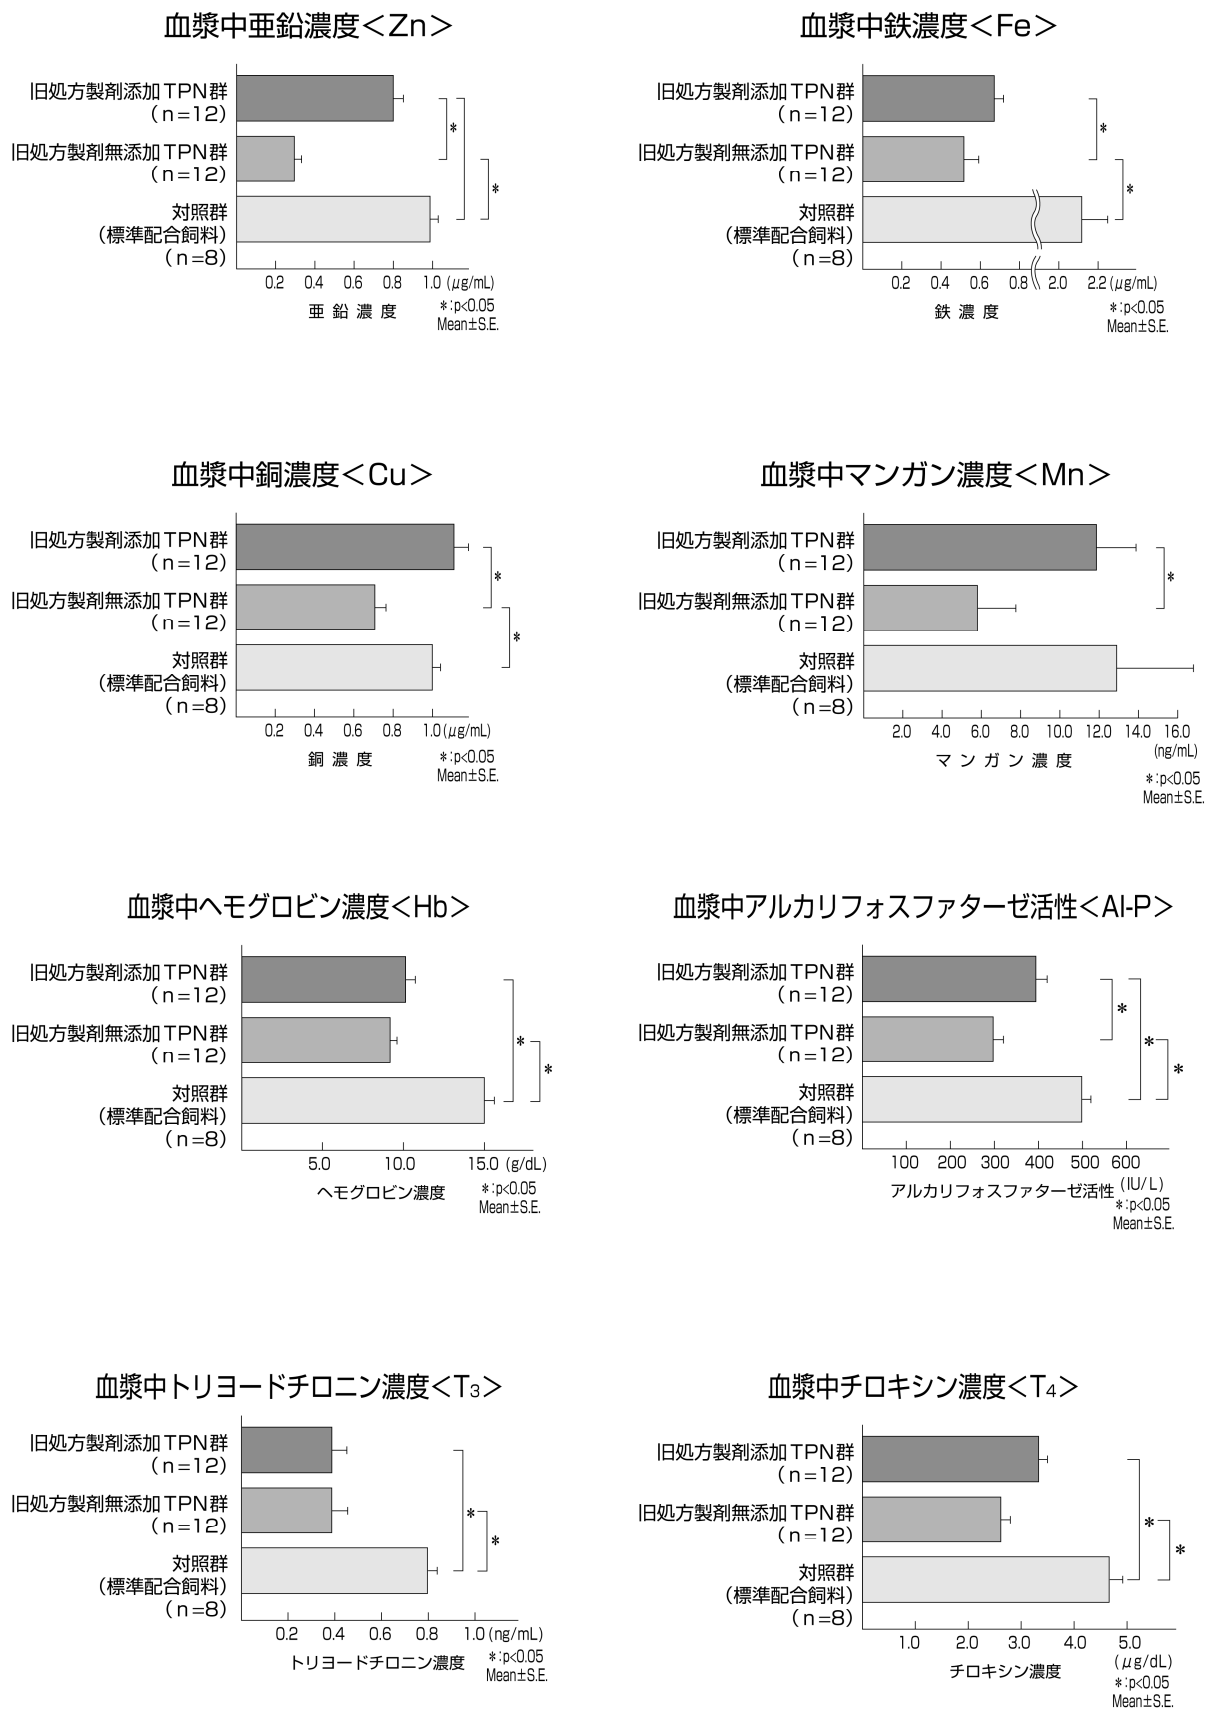 血漿中亜鉛濃度＜Zn＞
旧処方製剤添加TPN群
（n=12）
旧処方製剤無添加TPN群
（n=12）
対照群
（標準配合飼料）
（n=8）
*
*
*
0.2 0.4 0.6 0.8 1.0 (μg/mL)
亜鉛濃度
*:p<0.05
Mean±S.E.
血漿中鉄濃度＜Fe＞
旧処方製剤添加TPN群
（n=12）
旧処方製剤無添加TPN群
（n=12）
対照群
（標準配合飼料）
（n=8）
*
*
0.2 0.4 0.6 0.8 2.0 2.2 (μg/mL)
鉄濃度
*:p<0.05
Mean±S.E.
血漿中銅濃度＜Cu＞
旧処方製剤添加TPN群
（n=12）
旧処方製剤無添加TPN群
（n=12）
対照群
（標準配合飼料）
（n=8）
*
*
0.2 0.4 0.6 0.8 1.0 (μg/mL)
銅濃度
*:p<0.05
Mean±S.E.
血漿中マンガン濃度＜Mn＞
旧処方製剤添加TPN群
（n=12）
旧処方製剤無添加TPN群
（n=12）
対照群
（標準配合飼料）
（n=8）
*
2.0 4.0 6.0 8.0 10.0 12.0 14.0 16.0
(ng/mL)
マンガン濃度
*:p<0.05
Mean±S.E.
血漿中ヘモグロビン濃度＜Hb＞
旧処方製剤添加TPN群
（n=12）
旧処方製剤無添加TPN群
（n=12）
対照群
（標準配合飼料）
（n=8）
*
*
5.0 10.0 15.0 (g/dL)
ヘモグロビン濃度
*:p<0.05
Mean±S.E.
血漿中アルカリフォスファターゼ活性＜Al-P＞
旧処方製剤添加TPN群
（n=12）
旧処方製剤無添加TPN群
（n=12）
対照群
（標準配合飼料）
（n=8）
*
*
*
100 200 300 400 500 600
アルカリフォスファターゼ活性 (IU/L)
*:p<0.05
Mean±S.E.
血漿中トリヨードチロニン濃度＜T3＞
旧処方製剤添加TPN群
（n=12）
旧処方製剤無添加TPN群
（n=12）
対照群
（標準配合飼料）
（n=8）
*
*
0.2 0.4 0.6 0.8 1.0 (ng/mL)
トリヨードチロニン濃度
*:p<0.05
Mean±S.E.
血漿中チロキシン濃度＜T4＞
旧処方製剤添加TPN群
（n=12）
旧処方製剤無添加TPN群
（n=12）
対照群
（標準配合飼料）
（n=8）
*
*
1.0 2.0 3.0 4.0 5.0
(μg/dL)
チロキシン濃度
*:p<0.05
Mean±S.E.